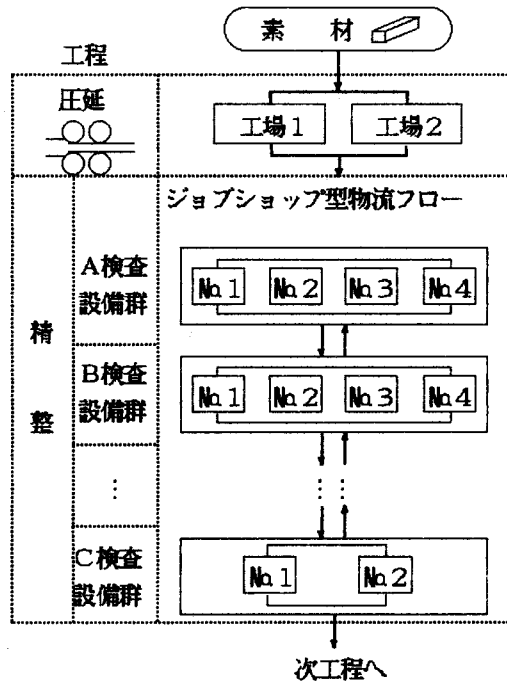 素 材
工程
圧延
工場1
工場2
ジョブショップ型物流フロー
精整
A検査
設備群
No.1
No.2
No.3
No.4
B検査
設備群
No.1
No.2
No.3
No.4
⋮
⋮ ⋮
C検査
設備群
No.1
No.2
次工程へ